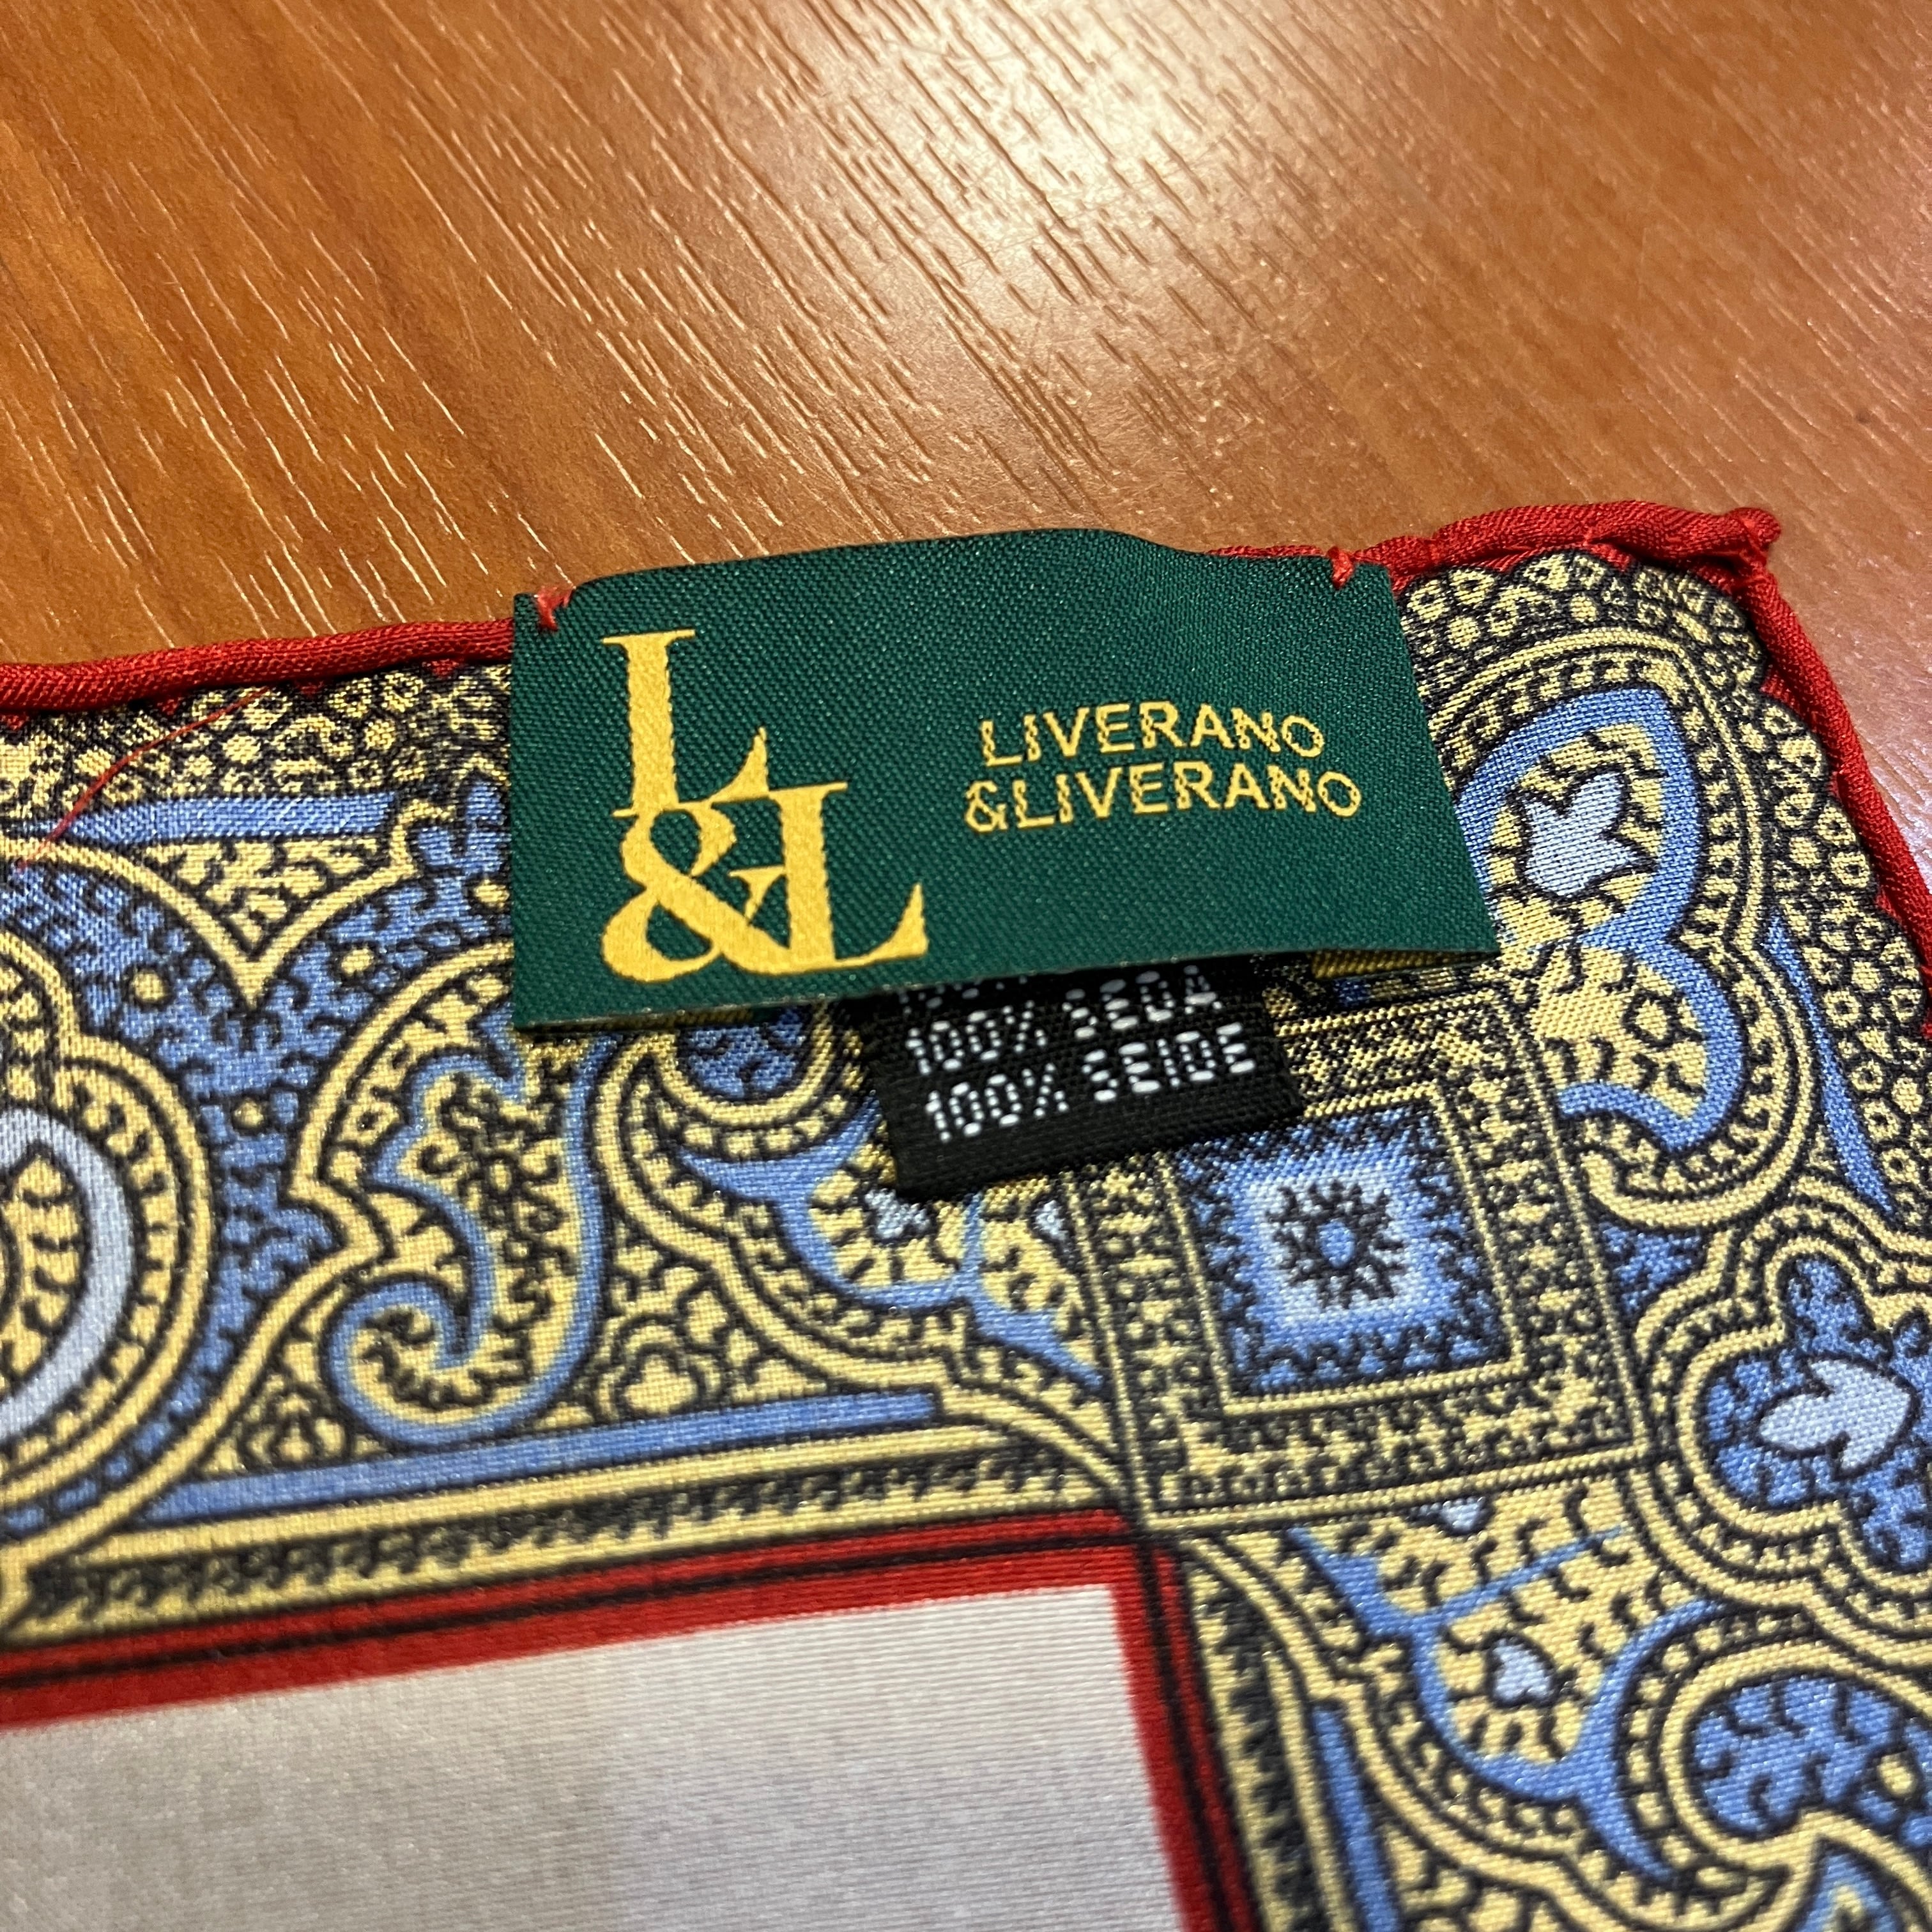 L
&L
LIVERANO
&LIVERANO
100% SEDA
100% SEIDE